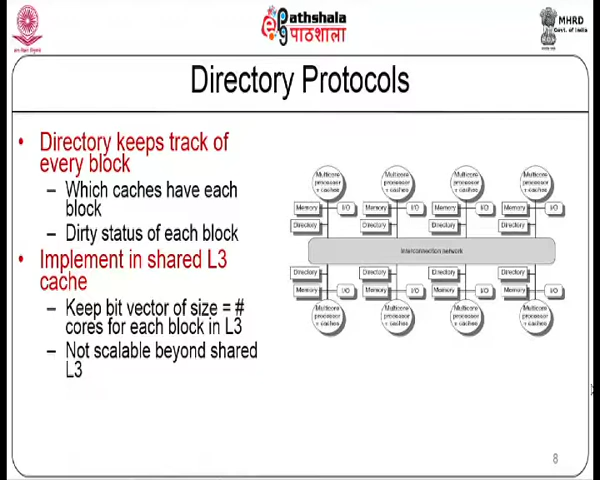 ePathshala
पाठशाला
MHRD
Govt. of India
Directory Protocols
• Directory keeps track of
every block
– Which caches have each
block
– Dirty status of each block
• Implement in shared L3
cache
– Keep bit vector of size = #
cores for each block in L3
– Not scalable beyond shared
L3
Multicore processor + caches
Multicore processor + caches
Multicore processor + caches
Multicore processor + caches
Memory I/O Memory I/O Memory I/O Memory I/O
Directory Directory Directory Directory
Interconnection network
Directory Directory Directory Directory
Memory I/O Memory I/O Memory I/O Memory I/O
Multicore processor + caches
Multicore processor + caches
Multicore processor + caches
Multicore processor + caches
8